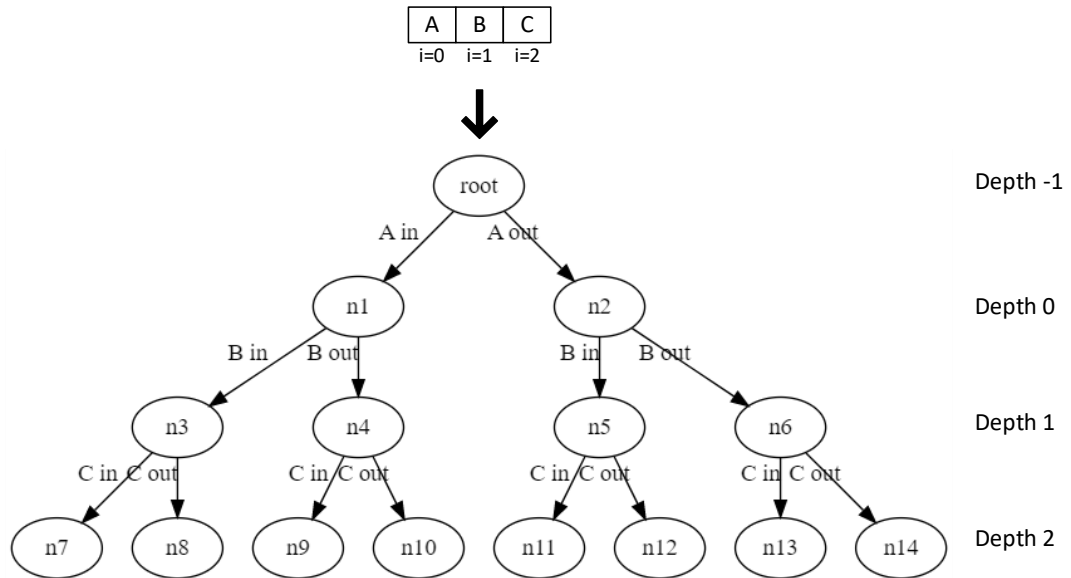 A B C
i=0 i=1 i=2
root
Depth -1
A in A out
n1 n2
Depth 0
B in B out B in B out
n3 n4 n5 n6
Depth 1
C in C out C in C out C in C out C in C out
n7 n8 n9 n10 n11 n12 n13 n14
Depth 2